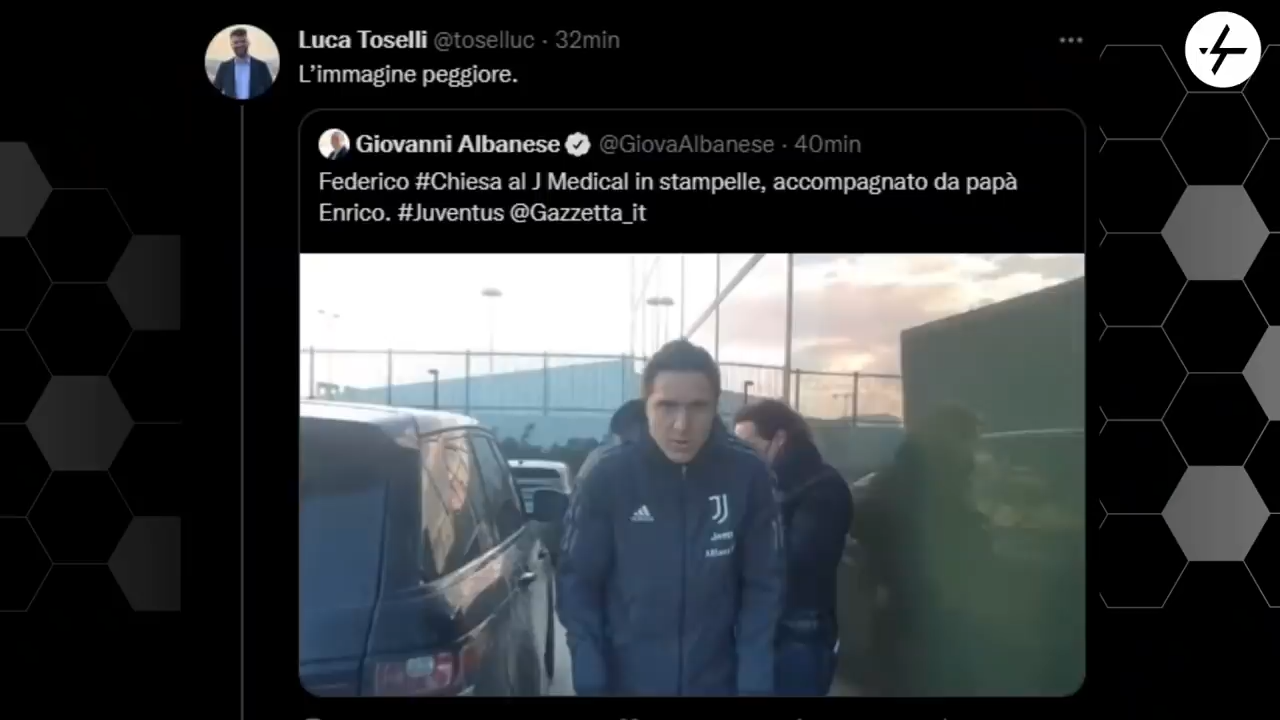 Luca Toselli @toselluc · 32min
L’immagine peggiore.
Giovanni Albanese @GiovaAlbanese · 40min
Federico #Chiesa al J Medical in stampelle, accompagnato da papà
Enrico. #Juventus @Gazzetta_it